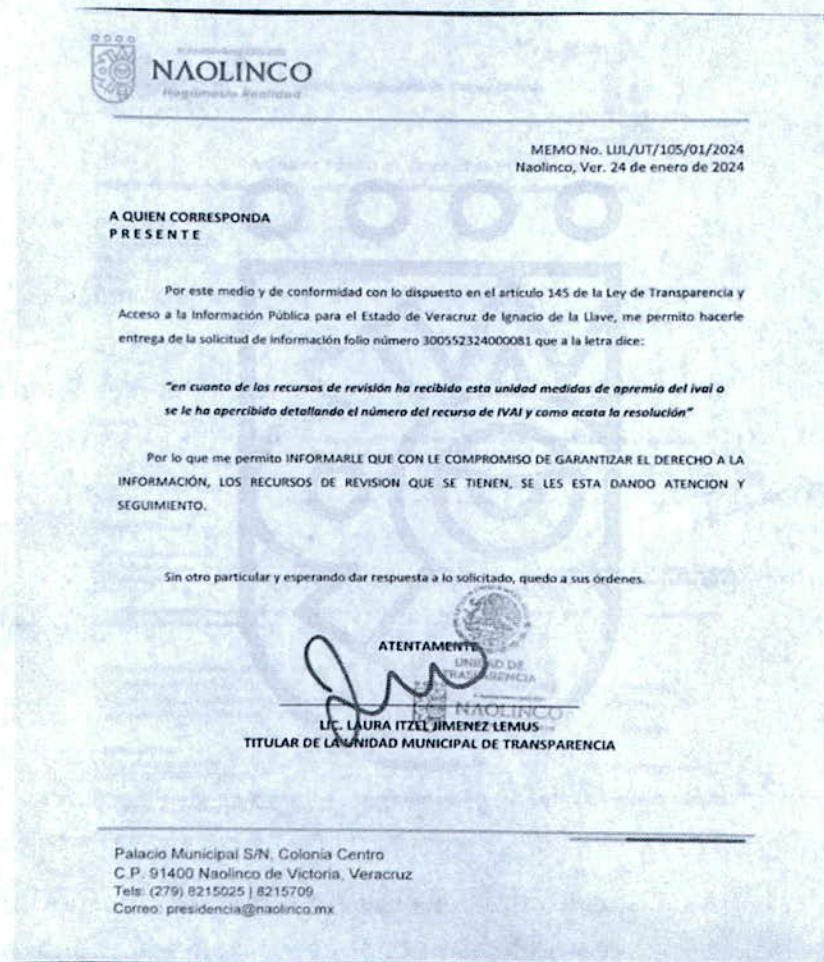 NAOLINCO
Hagámoslo Realidad
MEMO No. LIJL/UT/105/01/2024
Naolinco, Ver. 24 de enero de 2024
A QUIEN CORRESPONDA
P R E S E N T E
Por este medio y de conformidad con lo dispuesto en el articulo 145 de la Ley de Transparencia y
Acceso a la Información Pública para el Estado de Veracruz de Ignacio de la Llave, me permito hacerle
entrega de la solicitud de información folio número 300552324000081 que a la letra dice:
"en cuanto de los recursos de revisión ha recibido esta unidad medidas de apremio del ivai o
se le ha apercibido detallando el número del recurso de IVAI y como acata la resolución"
Por lo que me permito INFORMARLE QUE CON LE COMPROMISO DE GARANTIZAR EL DERECHO A LA
INFORMACIÓN, LOS RECURSOS DE REVISION QUE SE TIENEN, SE LES ESTA DANDO ATENCION Y
SEGUIMIENTO.
Sin otro particular y esperando dar respuesta a lo solicitado, quedo a sus órdenes.
ATENTAMENTE
UNIDAD DE
TRASPARENCIA
NAOLINCO
LIC. LAURA ITZEL JIMENEZ LEMUS
TITULAR DE LA UNIDAD MUNICIPAL DE TRANSPARENCIA
Palacio Municipal S/N. Colonia Centro
C.P. 91400 Naolinco de Victoria, Veracruz
Tels: (279) 8215025 | 8215709
Correo: presidencia@naolinco.mx